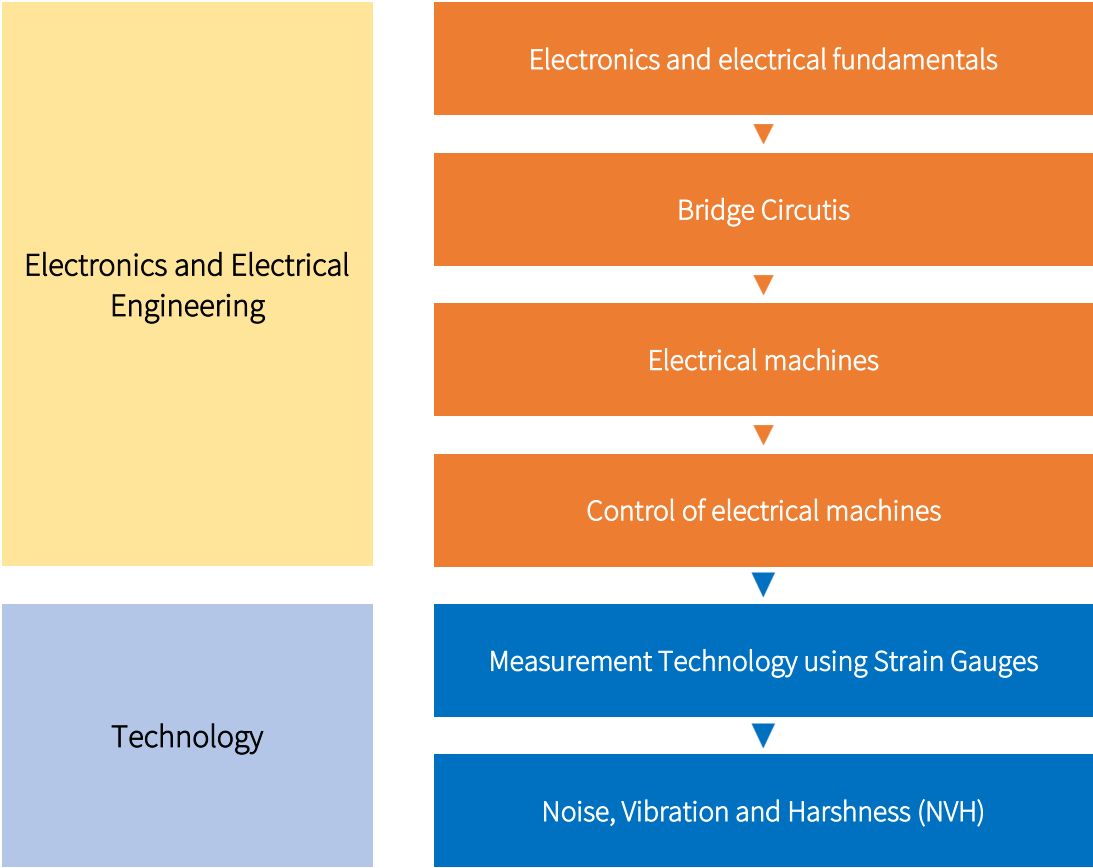 Electronics and Electrical
Engineering
Electronics and electrical fundamentals
Bridge Circutis
Electrical machines
Control of electrical machines
Technology
Measurement Technology using Strain Gauges
Noise, Vibration and Harshness (NVH)